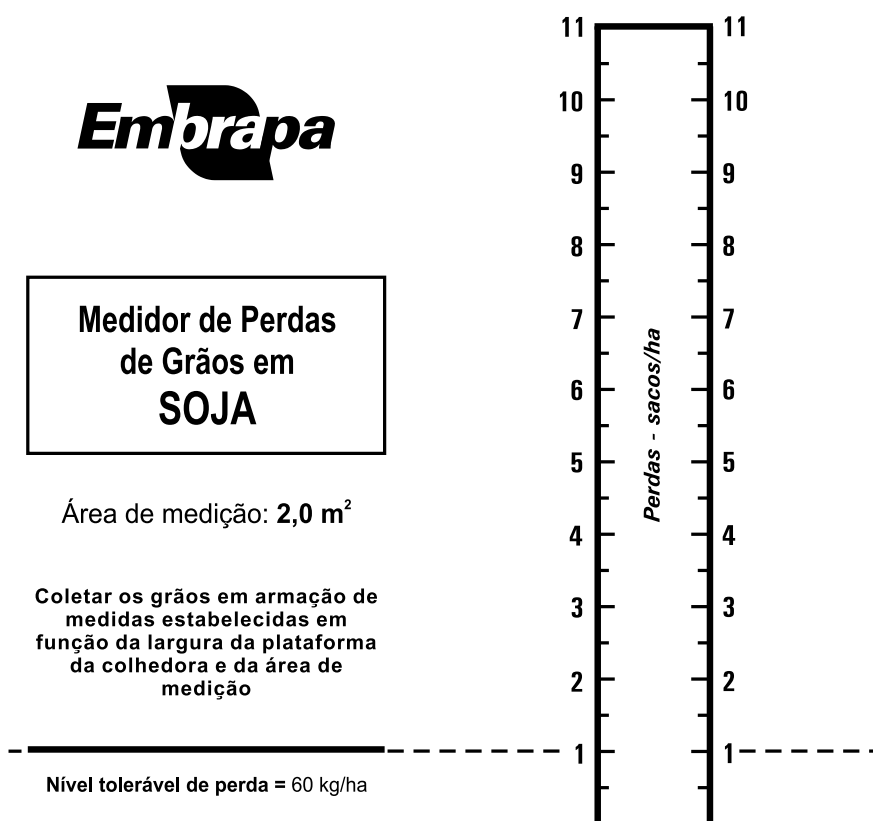 Embrapa
Medidor de Perdas
de Grãos em
SOJA
Área de medição: 2,0 m²
Coletar os grãos em armação de
medidas estabelecidas em
função da largura da plataforma
da colhedora e da área de
medição
Nível tolerável de perda = 60 kg/ha
11 11
10 10
9 9
8 8
7 7
6 6
5 5
4 4
3 3
2 2
1 1
Perdas - sacos/ha